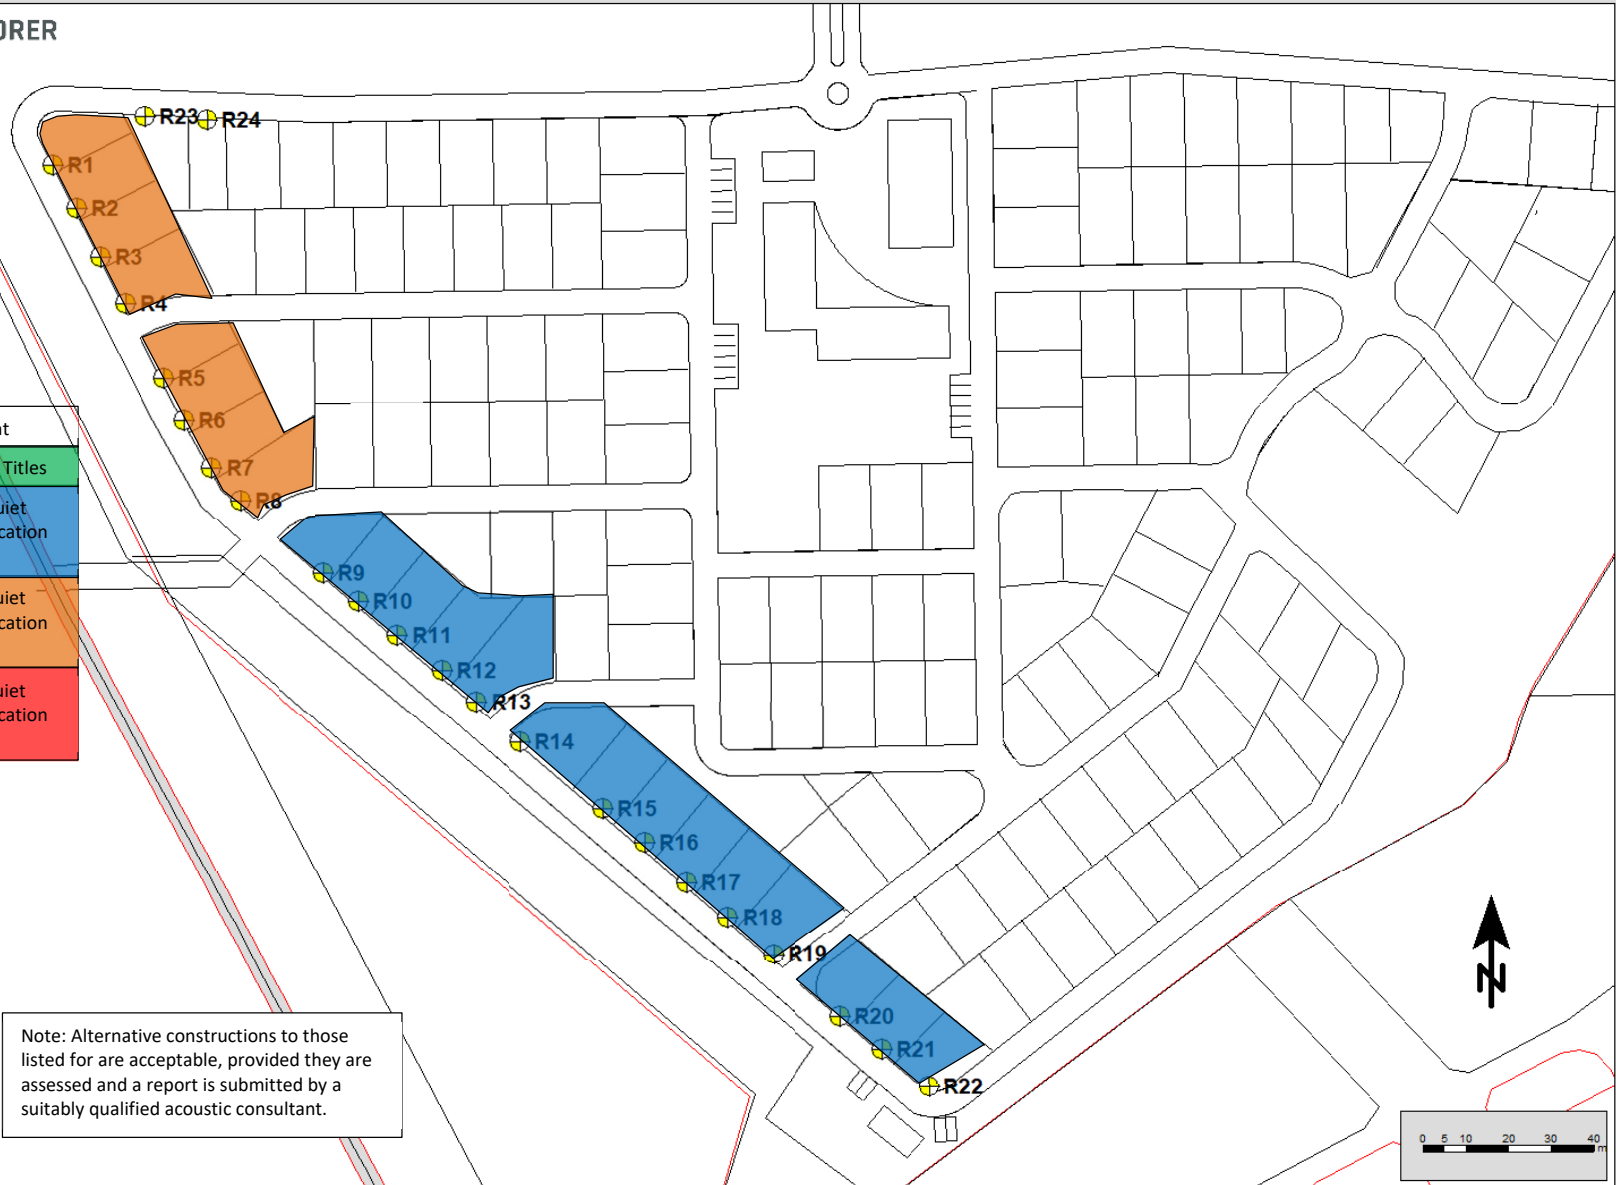 ORER
R23
R24
R1
R2
R3
R4
R5
R6
R7
R8
R9
R10
R11
R12
R13
R14
R15
R16
R17
R18
R19
R20
R21
R22
t
Titles
uiet
cation
uiet
cation
uiet
cation
Note: Alternative constructions to those
listed for are acceptable, provided they are
assessed and a report is submitted by a
suitably qualified acoustic consultant.
N
0 5 10 20 30 40
m